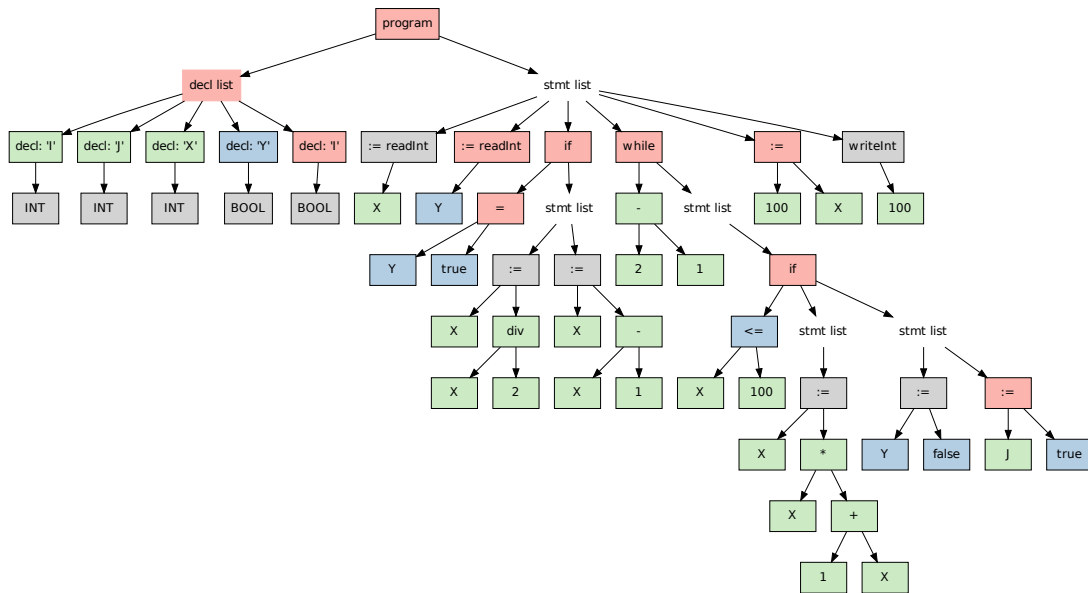 program
decl list
stmt list
decl: 'I'
decl: 'J'
decl: 'X'
decl: 'Y'
decl: 'I'
:= readInt
:= readInt
if
while
:=
writeInt
INT
INT
INT
BOOL
BOOL
X
Y
=
stmt list
-
stmt list
100
X
100
Y
true
:=
:=
2
1
if
X
div
X
-
<=
stmt list
stmt list
X
2
X
1
X
100
:=
:=
:=
X
*
Y
false
J
true
X
+
1
X